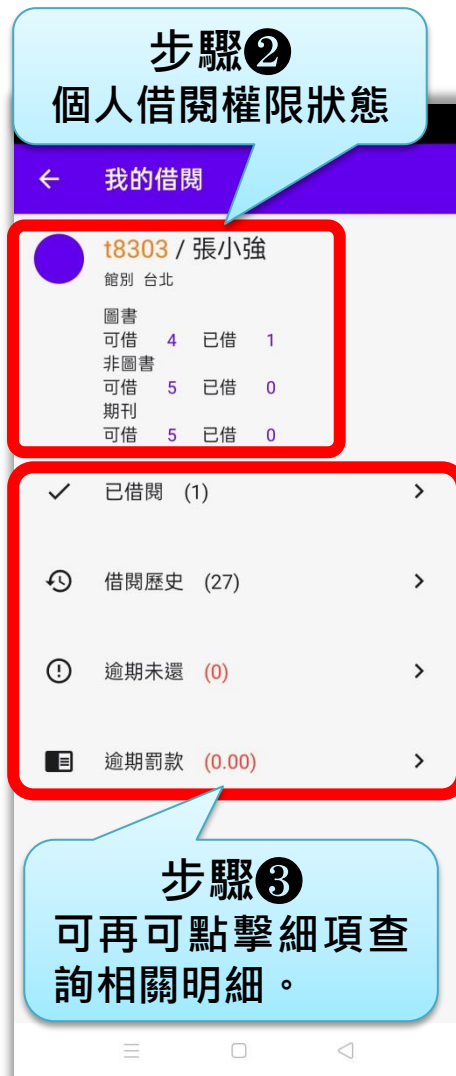 步驟❷
個人借閱權限狀態
我的借閱
t8303 / 張小強
館別 台北
圖書
可借 4 已借 1
非圖書
可借 5 已借 0
期刊
可借 5 已借 0
已借閱 (1)
借閱歷史 (27)
逾期未還 (0)
逾期罰款 (0.00)
步驟❸
可再可點擊細項查
詢相關明細。